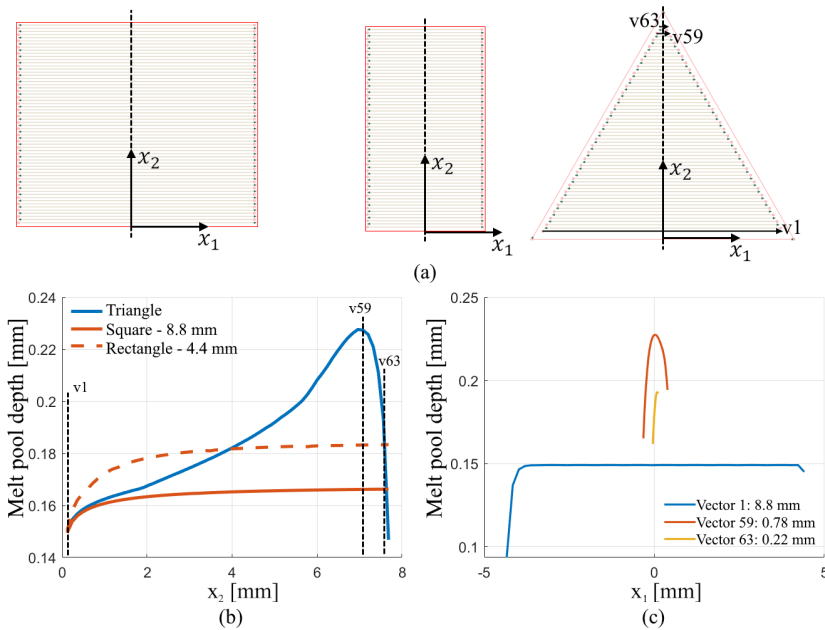 v63
v59
x₂
x₂
x₂
v1
x₁
x₁
x₁
(a)
Melt pool depth [mm]
0.24
0.22
0.2
0.18
0.16
0.14
Triangle
Square - 8.8 mm
Rectangle - 4.4 mm
v59
v63
v1
0
2
4
6
8
x₂ [mm]
(b)
Melt pool depth [mm]
0.25
0.2
0.15
0.1
Vector 1: 8.8 mm
Vector 59: 0.78 mm
Vector 63: 0.22 mm
-5
0
5
x₁ [mm]
(c)